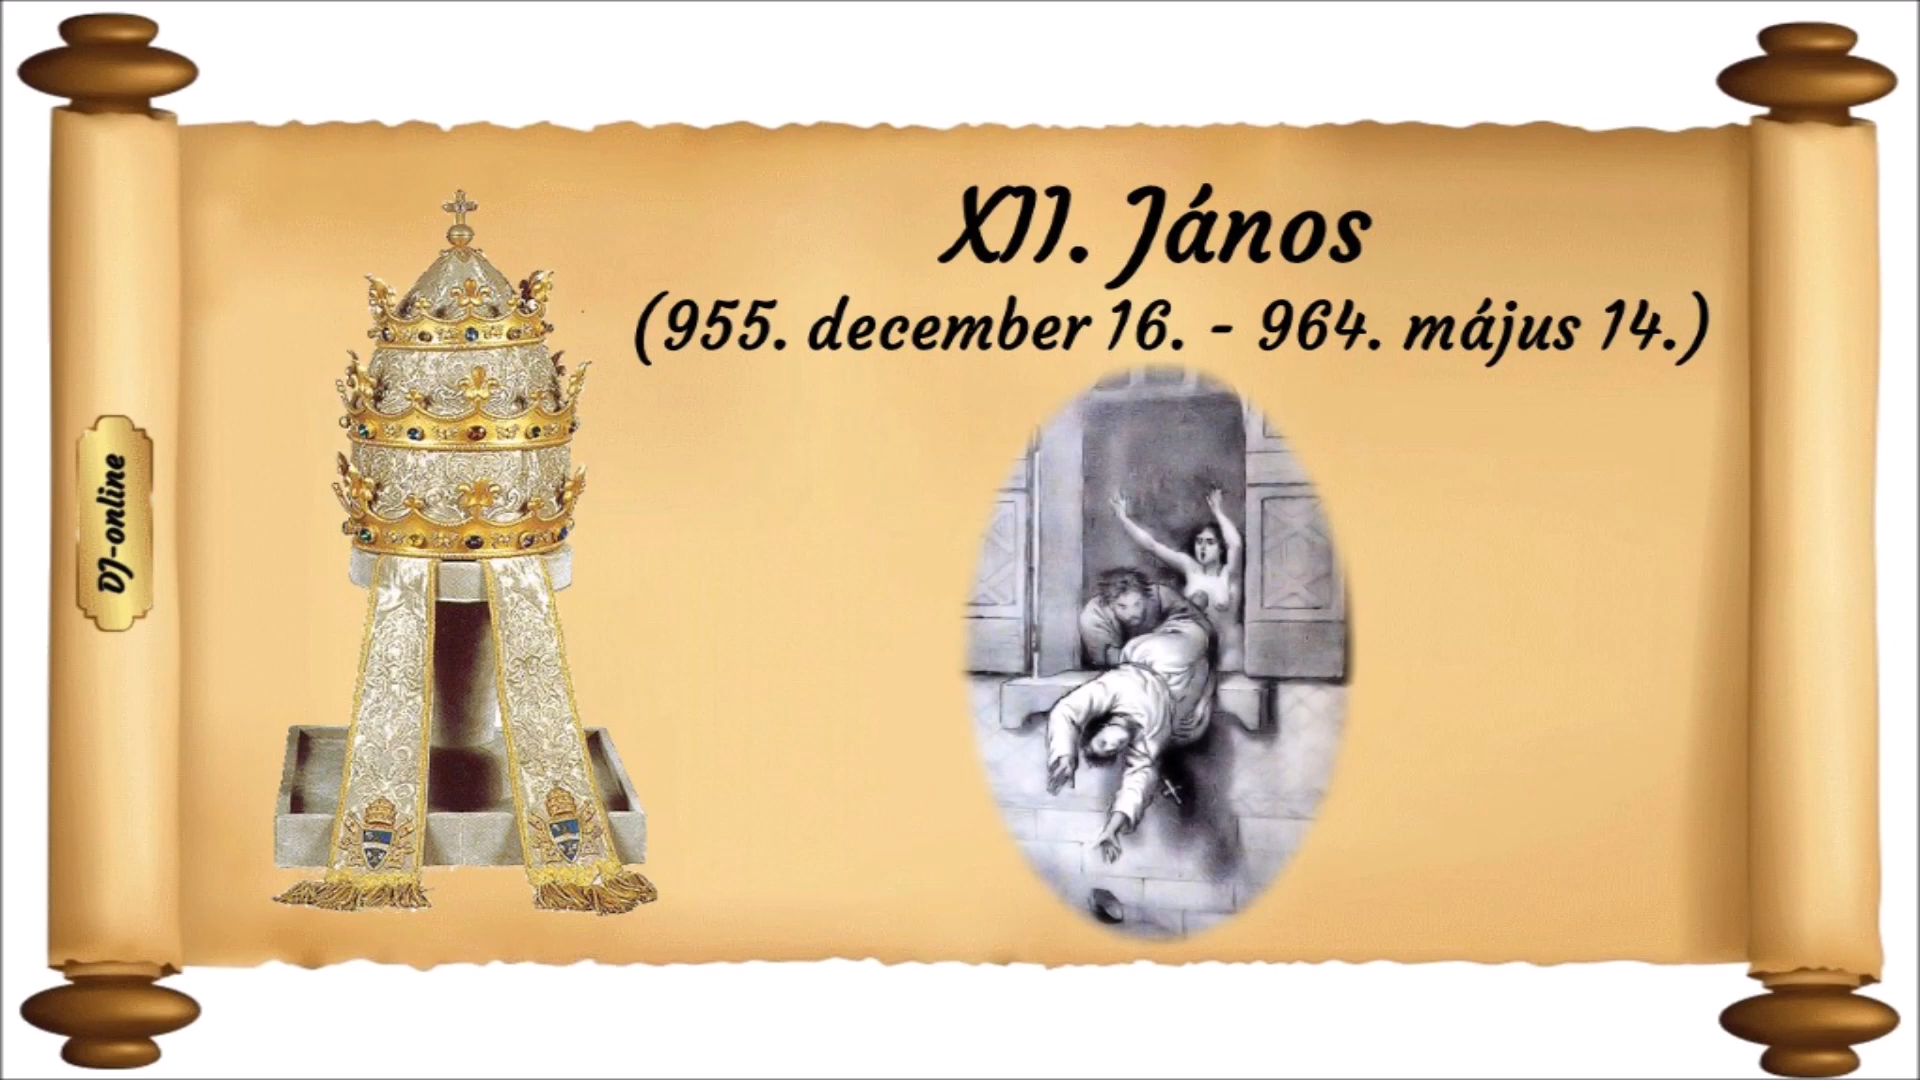 XII. János
(955. december 16. - 964. május 14.)
DJ-online